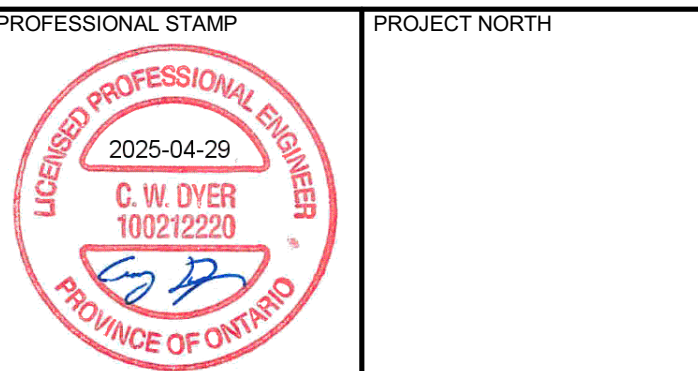 PROFESSIONAL STAMP
PROJECT NORTH
LICENSED PROFESSIONAL ENGINEER
2025-04-29
C. W. DYER
100212220
PROVINCE OF ONTARIO